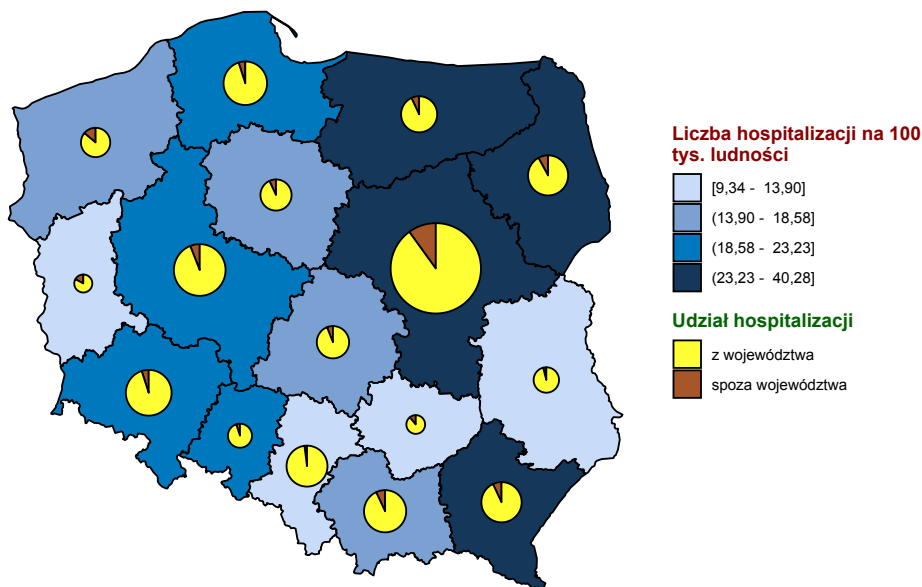 Liczba hospitalizacji na 100
tys. ludności
[9,34 - 13,90]
(13,90 - 18,58]
(18,58 - 23,23]
(23,23 - 40,28]
Udział hospitalizacji
z województwa
spoza województwa